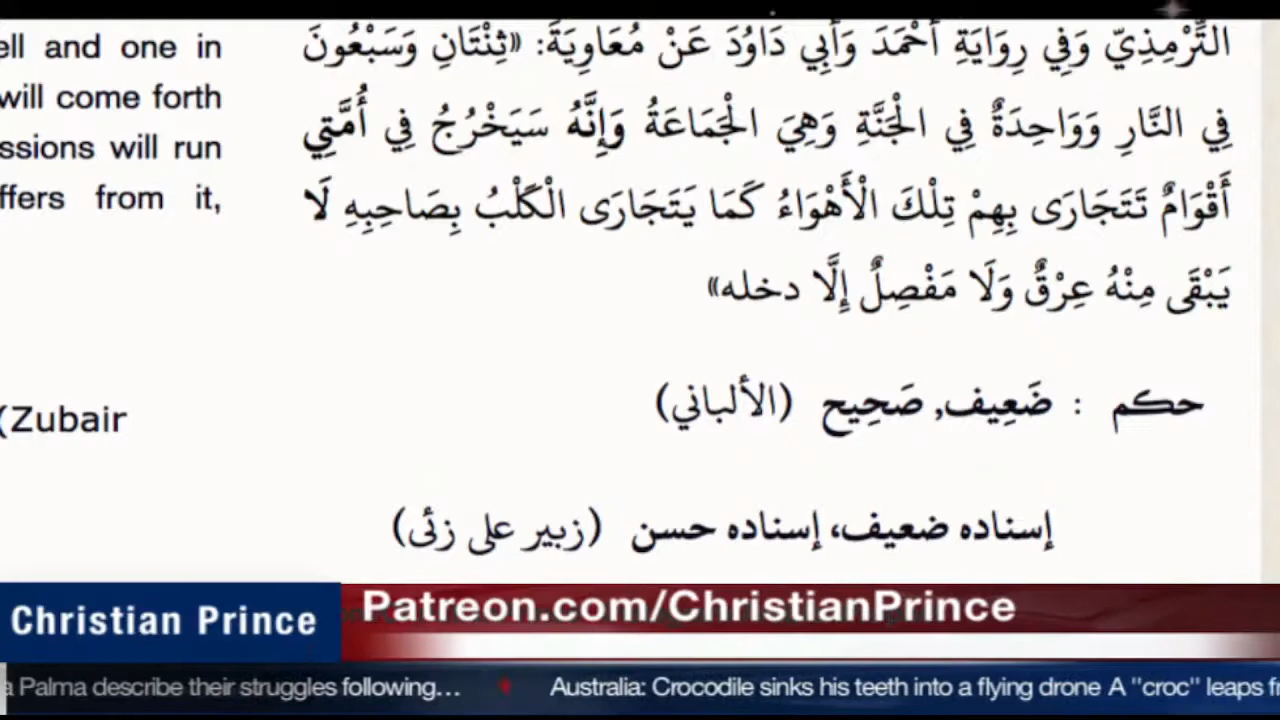 ell and one in
will come forth
ssions will run
ffers from it,
(Zubair
التِّرْمِذِيّ وَفِي رِوَايَةِ أَحْمَدَ وَأَبِي دَاوُدَ عَنْ مُعَاوِيَةَ: «ثِنْتَانِ وَسَبْعُونَ
فِي النَّارِ وَوَاحِدَةٌ فِي الْجَنَّةِ وَهِيَ الْجَمَاعَةُ وَإِنَّهُ سَيَخْرُجُ فِي أُمَّتِي
أَقْوَامٌ تَتَجَارَى بِهِمْ تِلْكَ الْأَهْوَاءُ كَمَا يَتَجَارَى الْكَلْبُ بِصَاحِبِهِ لَا
يَبْقَى مِنْهُ عِرْقٌ وَلَا مَفْصِلٌ إِلَّا دخله»
حكم : ضَعِيف, صَحِيح (الألباني)
إسناده ضعيف، إسناده حسن (زبير على زئی)
Christian Prince
Patreon.com/ChristianPrince
a Palma describe their struggles following... Australia: Crocodile sinks his teeth into a flying drone A "croc" leaps fr